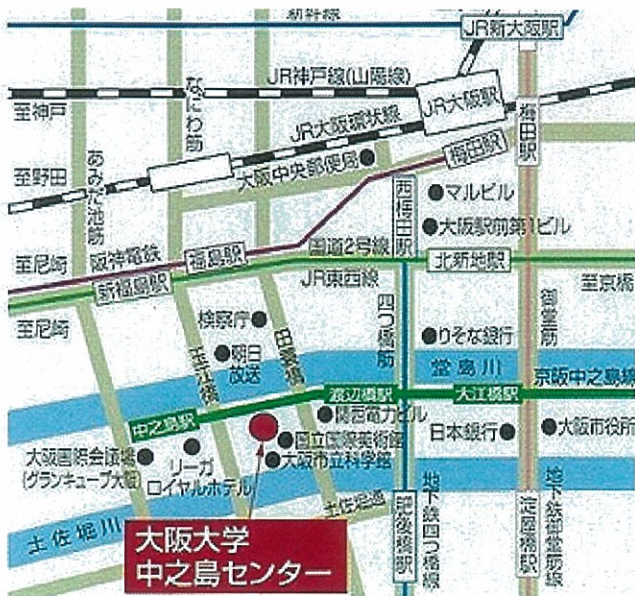 新幹線
JR新大阪駅
JR神戸線(山陽線)
JR大阪駅
至神戸
なにわ筋
JR大阪環状線
梅田駅
梅田駅
大阪中央郵便局
至野田
あみだ池筋
西梅田駅
マルビル
大阪駅前第1ビル
国道2号線
至尼崎
阪神電鉄
福島駅
北新地駅
新福島駅
JR東西線
至京橋
至尼崎
検察庁
朝日
放送
玉江橋
田蓑橋
四つ橋筋
りそな銀行
御堂筋
堂島川
京阪中之島線
中之島駅
渡辺橋駅
大江橋駅
関西電力ビル
国立国際美術館
大阪市立科学館
日本銀行
大阪市役所
大阪国際会議場
(グランキューブ大阪)
リーガ
ロイヤルホテル
土佐堀川
土佐堀通
肥後橋駅
地下鉄四つ橋線
淀屋橋駅
地下鉄御堂筋線
大阪大学
中之島センター